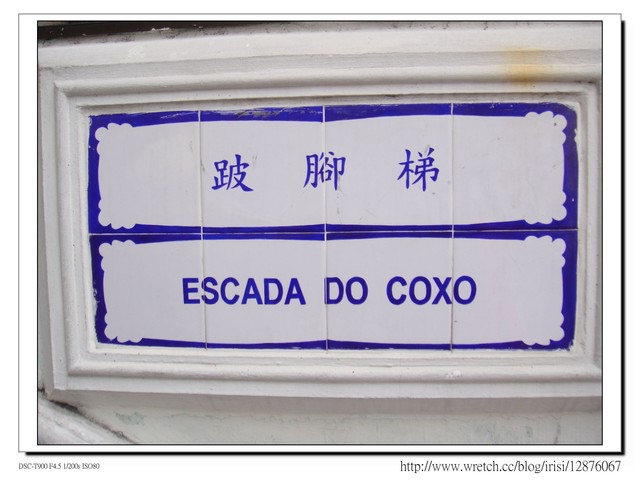 跛腳梯
ESCADA DO COXO
DSC-T900 F4.5 1/200s ISO80
http://www.wretch.cc/blog/irisi/12876067